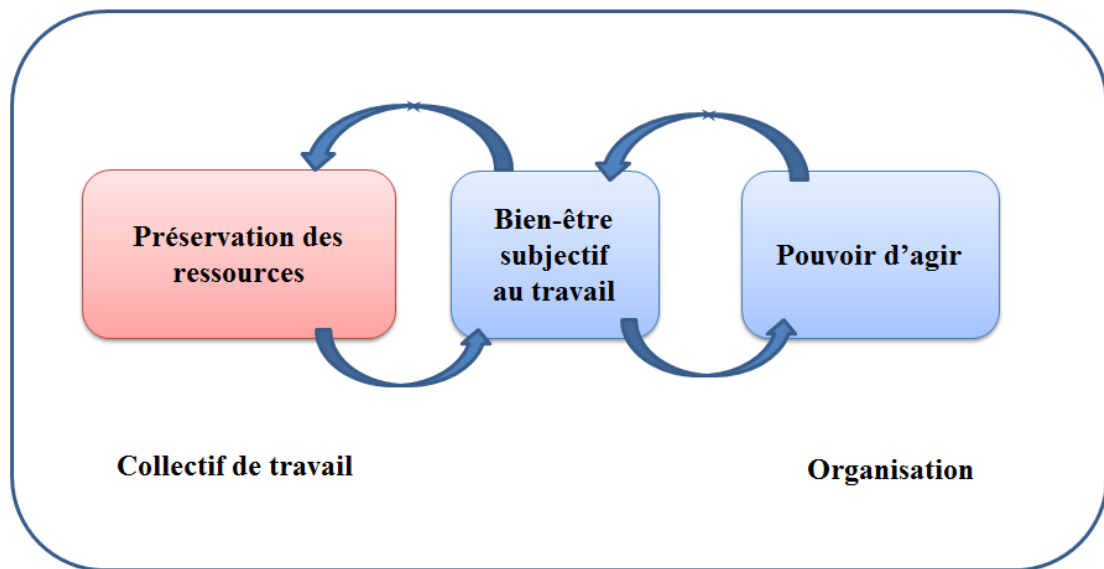 Préservation des
ressources
Bien-être
subjectif
au travail
Pouvoir d’agir
Collectif de travail
Organisation